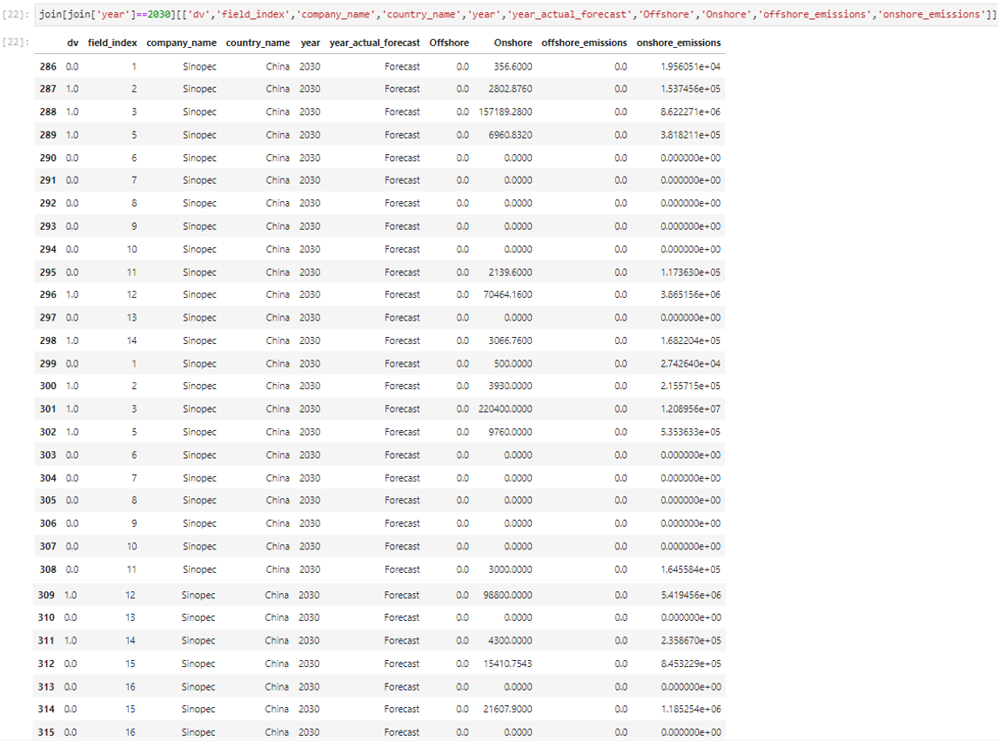 [22]: join[join['year']==2030][['dv','field_index','company_name','country_name','year','year_actual_forecast','Offshore','Onshore','offshore_emissions','onshore_emissions']]
[22]: dv field_index company_name country_name year year_actual_forecast Offshore Onshore offshore_emissions onshore_emissions
286 0.0 1 Sinopec China 2030 Forecast 0.0 356.6000 0.0 1.956051e+04
287 1.0 2 Sinopec China 2030 Forecast 0.0 2802.8760 0.0 1.537456e+05
288 1.0 3 Sinopec China 2030 Forecast 0.0 157189.2800 0.0 8.622271e+06
289 1.0 5 Sinopec China 2030 Forecast 0.0 6960.8320 0.0 3.818211e+05
290 0.0 6 Sinopec China 2030 Forecast 0.0 0.0000 0.0 0.000000e+00
291 0.0 7 Sinopec China 2030 Forecast 0.0 0.0000 0.0 0.000000e+00
292 0.0 8 Sinopec China 2030 Forecast 0.0 0.0000 0.0 0.000000e+00
293 0.0 9 Sinopec China 2030 Forecast 0.0 0.0000 0.0 0.000000e+00
294 0.0 10 Sinopec China 2030 Forecast 0.0 0.0000 0.0 0.000000e+00
295 0.0 11 Sinopec China 2030 Forecast 0.0 2139.6000 0.0 1.173630e+05
296 1.0 12 Sinopec China 2030 Forecast 0.0 70464.1600 0.0 3.865156e+06
297 0.0 13 Sinopec China 2030 Forecast 0.0 0.0000 0.0 0.000000e+00
298 1.0 14 Sinopec China 2030 Forecast 0.0 3066.7600 0.0 1.682204e+05
299 0.0 1 Sinopec China 2030 Forecast 0.0 500.0000 0.0 2.742640e+04
300 1.0 2 Sinopec China 2030 Forecast 0.0 3930.0000 0.0 2.155715e+05
301 1.0 3 Sinopec China 2030 Forecast 0.0 220400.0000 0.0 1.208956e+07
302 1.0 5 Sinopec China 2030 Forecast 0.0 9760.0000 0.0 5.353633e+05
303 0.0 6 Sinopec China 2030 Forecast 0.0 0.0000 0.0 0.000000e+00
304 0.0 7 Sinopec China 2030 Forecast 0.0 0.0000 0.0 0.000000e+00
305 0.0 8 Sinopec China 2030 Forecast 0.0 0.0000 0.0 0.000000e+00
306 0.0 9 Sinopec China 2030 Forecast 0.0 0.0000 0.0 0.000000e+00
307 0.0 10 Sinopec China 2030 Forecast 0.0 0.0000 0.0 0.000000e+00
308 0.0 11 Sinopec China 2030 Forecast 0.0 3000.0000 0.0 1.645584e+05
309 1.0 12 Sinopec China 2030 Forecast 0.0 98800.0000 0.0 5.419456e+06
310 0.0 13 Sinopec China 2030 Forecast 0.0 0.0000 0.0 0.000000e+00
311 1.0 14 Sinopec China 2030 Forecast 0.0 4300.0000 0.0 2.358670e+05
312 0.0 15 Sinopec China 2030 Forecast 0.0 15410.7543 0.0 8.453229e+05
313 0.0 16 Sinopec China 2030 Forecast 0.0 0.0000 0.0 0.000000e+00
314 0.0 15 Sinopec China 2030 Forecast 0.0 21607.9000 0.0 1.185254e+06
315 0.0 16 Sinopec China 2030 Forecast 0.0 0.0000 0.0 0.000000e+00